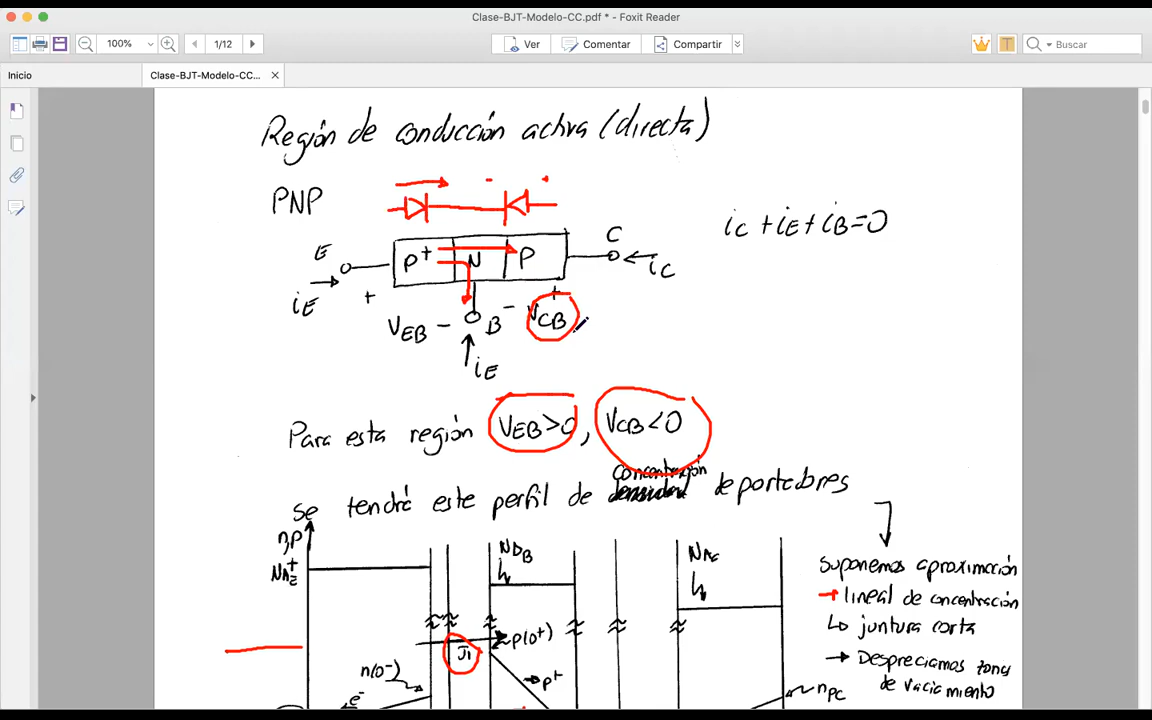 Clase-BJT-Modelo-CC.pdf * - Foxit Reader
100% 1/12 Ver Comentar Compartir Buscar
Inicio Clase-BJT-Modelo-CC...
Región de conducción activa (directa)
PNP
- +
iC + iE + iB = 0
E P+ N P C
iE + iC
VEB - B - VCB +
iE
Para esta región VEB>0, VCB<0
concentración
Se tendrá este perfil de densidad de portadores
n,p
NDB NAC
Suponemos aproximación
lineal de concentración
p(0+) juntura corta
J1
n(0-) p+ Despreciamos zona
e- nPC de vaciamiento